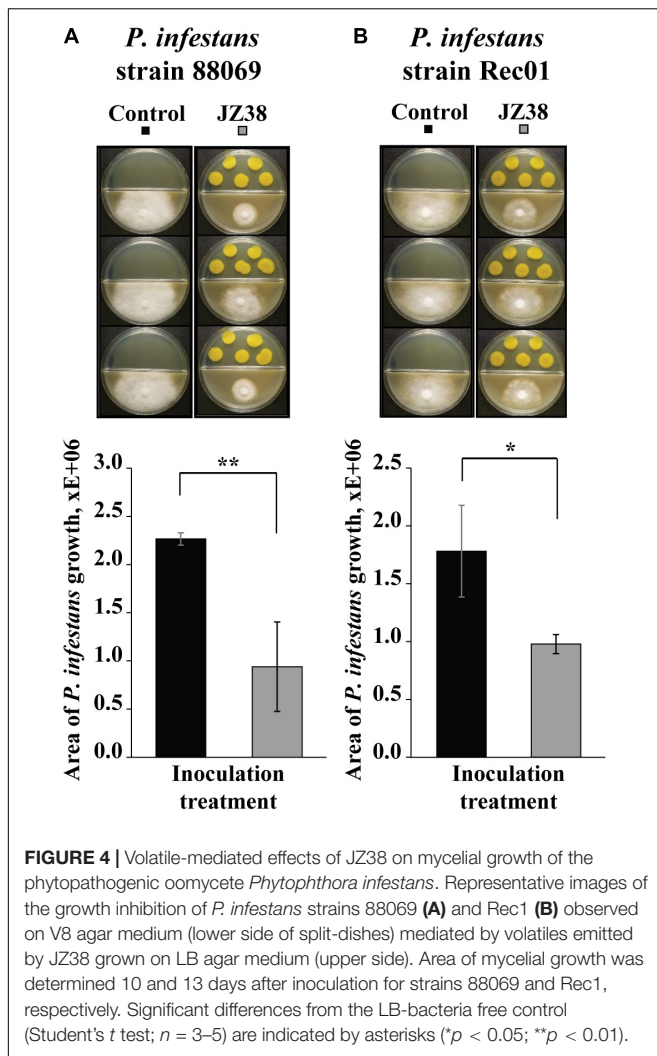 A P. infestans strain 88069
Control JZ38
B P. infestans strain Rec01
Control JZ38
Area of P. infestans growth, xE+06
3.0
2.5
2.0
1.5
1.0
0.5
0.0
**
Inoculation
treatment
Area of P. infestans growth, xE+06
2.5
2.0
1.5
1.0
0.5
0.0
*
Inoculation
treatment
FIGURE 4 | Volatile-mediated effects of JZ38 on mycelial growth of the
phytopathogenic oomycete Phytophthora infestans. Representative images of
the growth inhibition of P. infestans strains 88069 (A) and Rec1 (B) observed
on V8 agar medium (lower side of split-dishes) mediated by volatiles emitted
by JZ38 grown on LB agar medium (upper side). Area of mycelial growth was
determined 10 and 13 days after inoculation for strains 88069 and Rec1,
respectively. Significant differences from the LB-bacteria free control
(Student's t test; n = 3–5) are indicated by asterisks (*p < 0.05; **p < 0.01).